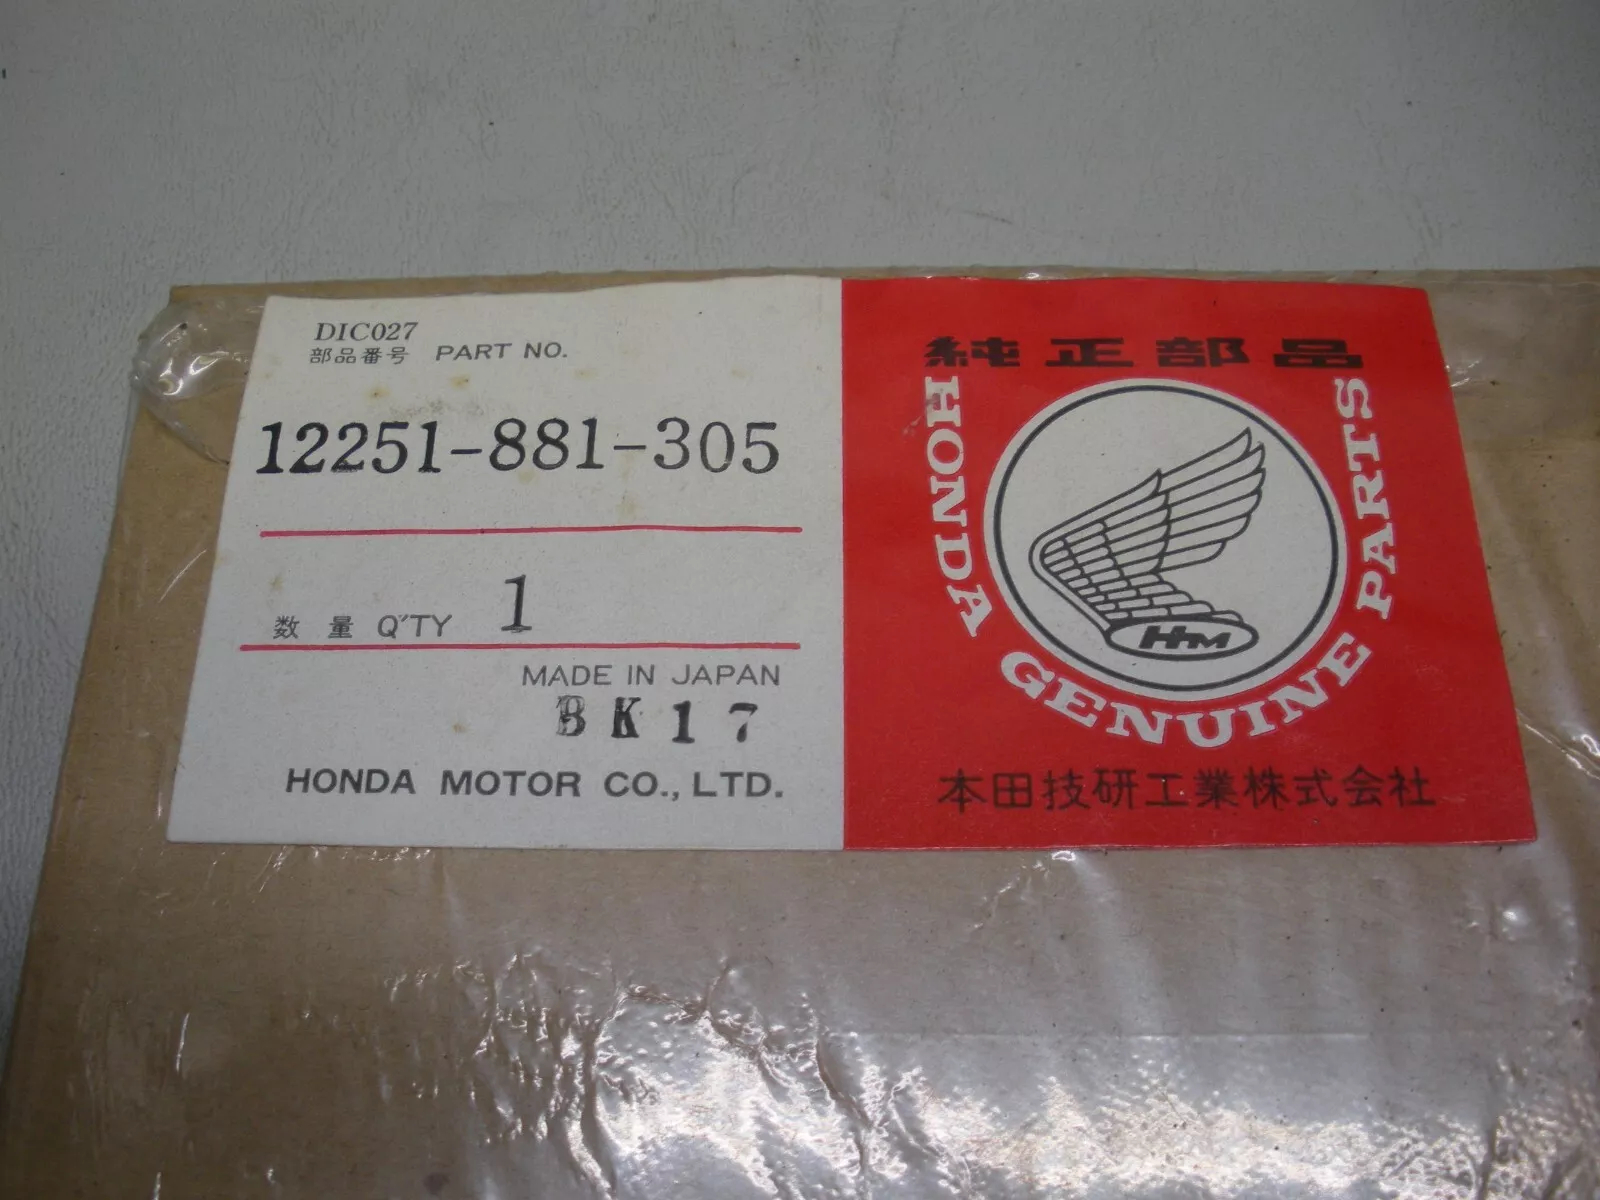 DIC027
部品番号 PART NO.
12251-881-305
数量 Q'TY 1
MADE IN JAPAN
BK17
HONDA MOTOR CO., LTD.
純正部品
HONDA GENUINE PARTS
HM
本田技研工業株式会社